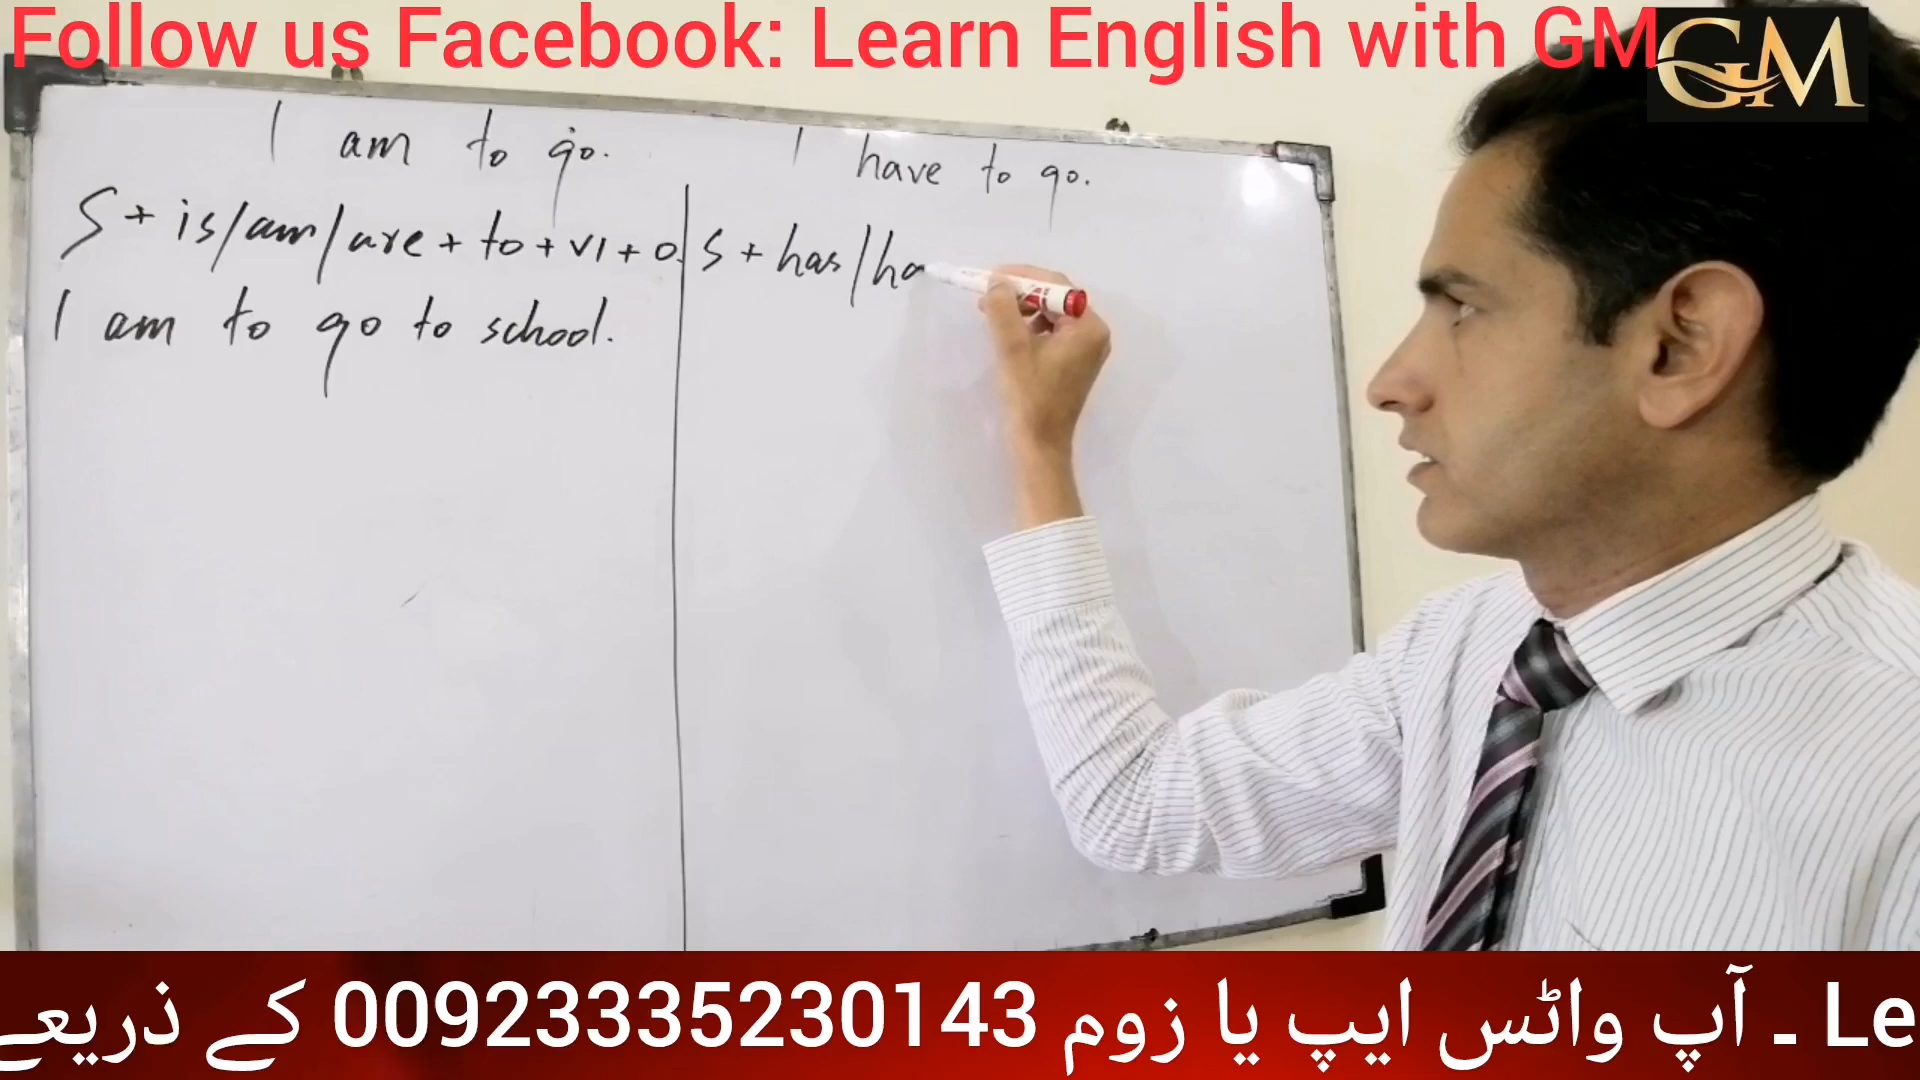 Follow us Facebook: Learn English with GM
GM
I am to go.
I have to go.
S + is/am/are + to + v1 + o.
S + has/ha
I am to go to school.
Le ۔ آپ واٹس ایپ یا زوم 00923335230143 کے ذریعے